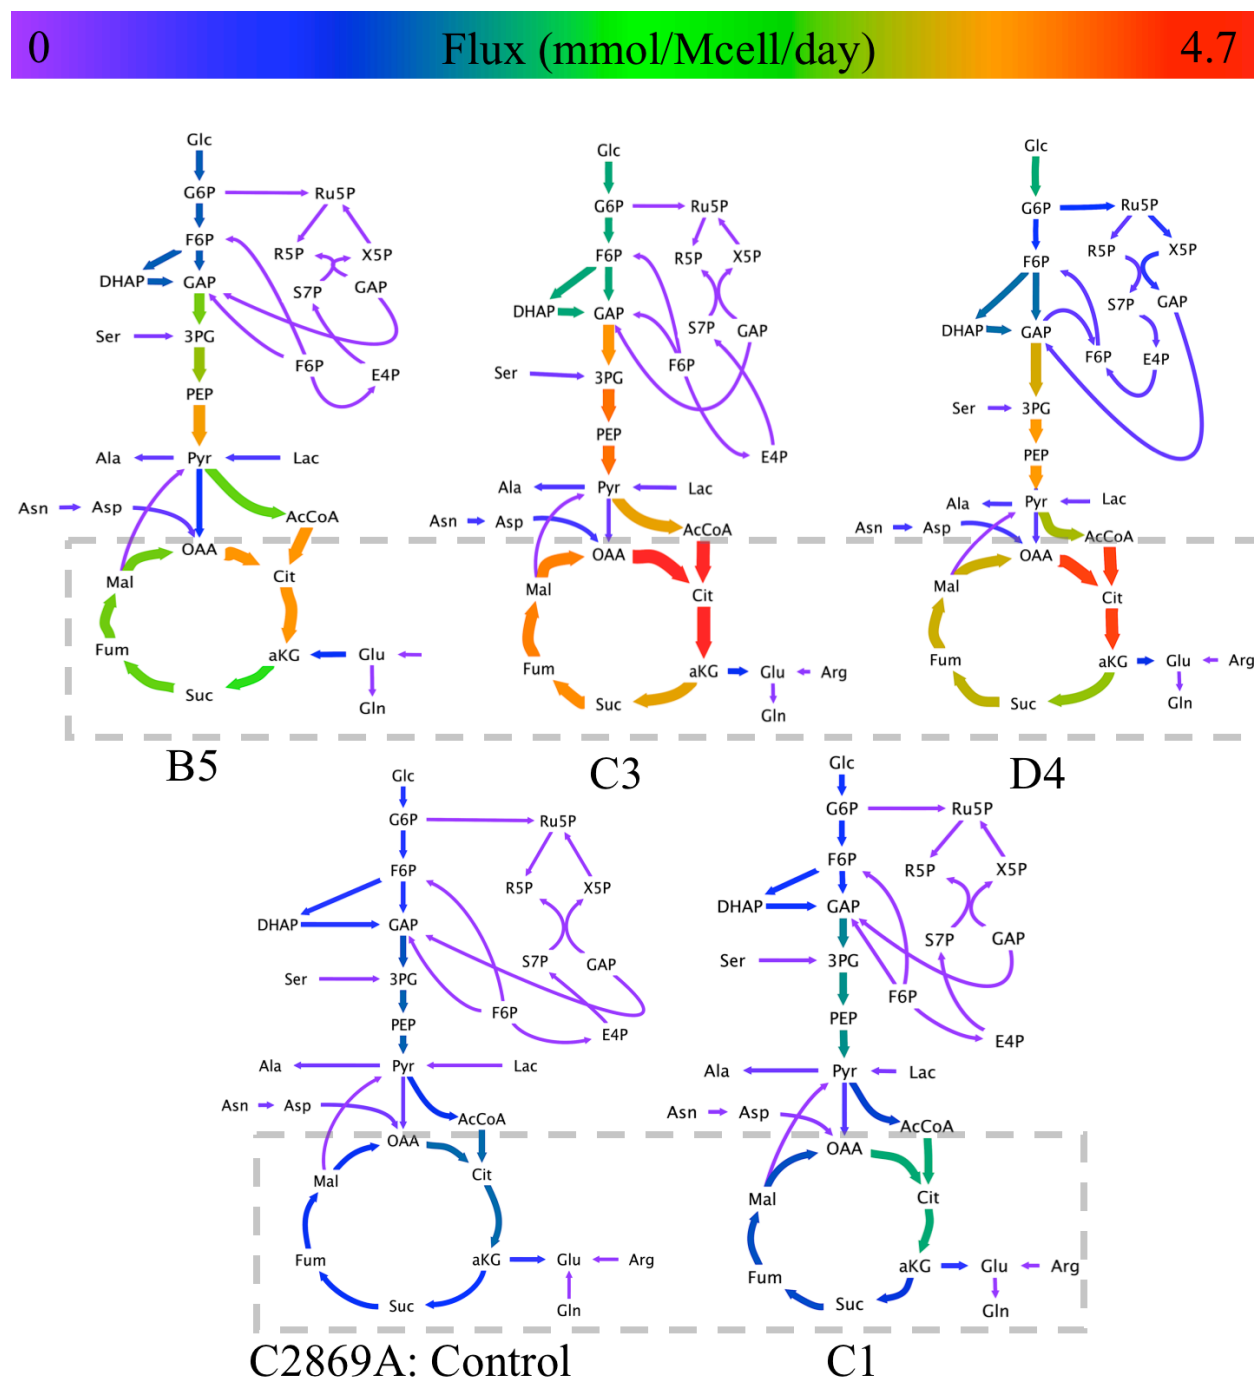 0 Flux (mmol/Mcell/day) 4.7
Glc
G6P Ru5P
F6P R5P X5P
DHAP GAP S7P GAP
Ser 3PG
F6P E4P
PEP
Ala Pyr Lac
Asn Asp AcCoA
OAA
Mal Cit
Fum aKG Glu
Suc
Gln
B5
Glc
G6P Ru5P
F6P R5P X5P
DHAP GAP S7P GAP
Ser 3PG F6P
PEP E4P
Ala Pyr Lac
Asn Asp AcCoA
OAA
Mal Cit
Fum aKG Glu Arg
Suc Gln
C3
Glc
G6P Ru5P
F6P R5P X5P
DHAP GAP S7P GAP
F6P E4P
Ser 3PG
PEP
Ala Pyr Lac
Asn Asp AcCoA
OAA
Mal Cit
Fum aKG Glu Arg
Suc Gln
D4
Glc
G6P Ru5P
F6P R5P X5P
DHAP GAP
S7P GAP
Ser 3PG
F6P
PEP E4P
Ala Pyr Lac
Asn Asp AcCoA
OAA
Mal Cit
Fum aKG Glu Arg
Suc Gln
C2869A: Control
Glc
G6P Ru5P
F6P R5P X5P
DHAP GAP
S7P GAP
Ser 3PG
F6P
PEP E4P
Ala Pyr Lac
Asn Asp AcCoA
OAA
Mal Cit
Fum aKG Glu Arg
Suc Gln
C1